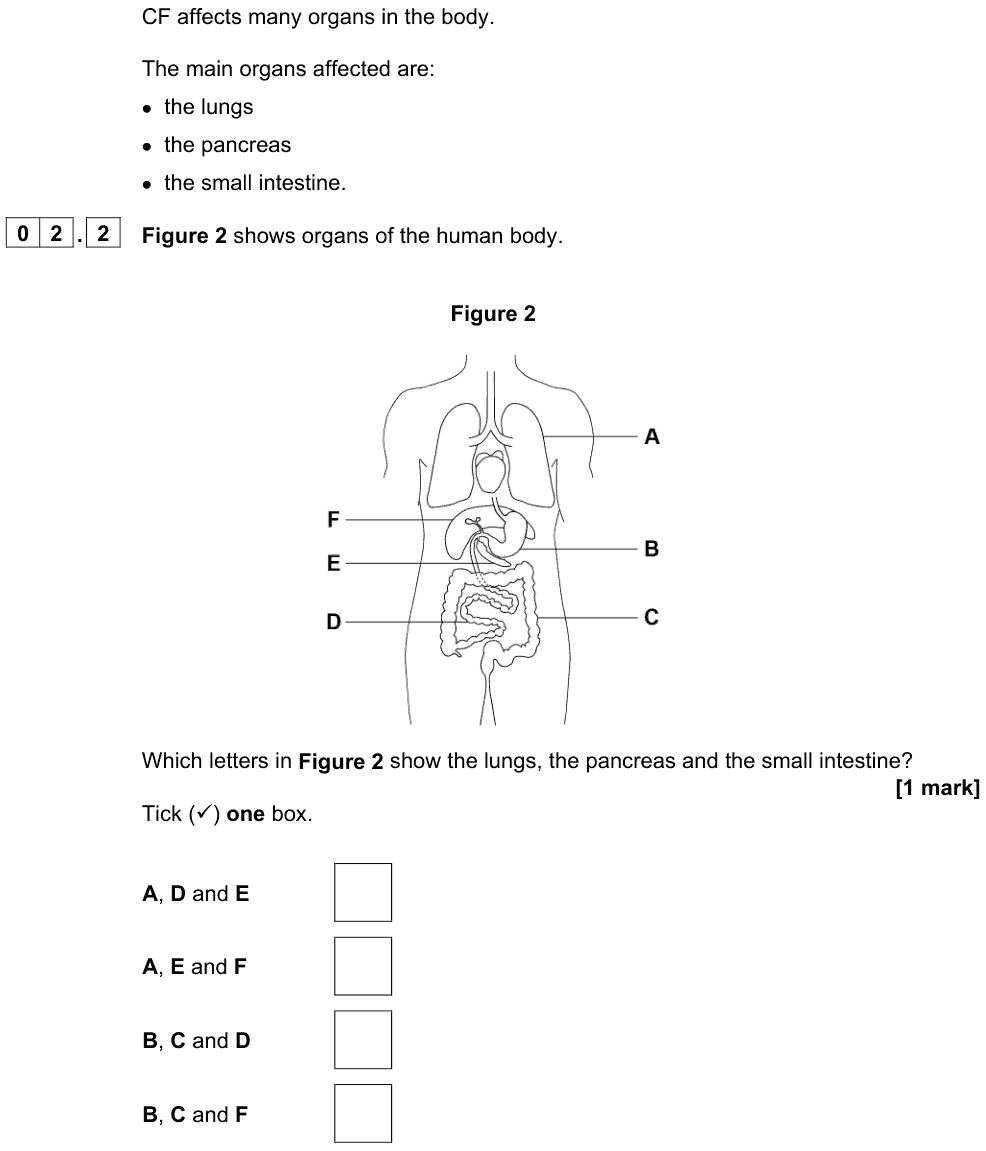 CF affects many organs in the body.
The main organs affected are:
• the lungs
• the pancreas
• the small intestine.
0 2 . 2 Figure 2 shows organs of the human body.
Figure 2
A
F
B
E
C
D
Which letters in Figure 2 show the lungs, the pancreas and the small intestine?
[1 mark]
Tick (✓) one box.
A, D and E
A, E and F
B, C and D
B, C and F